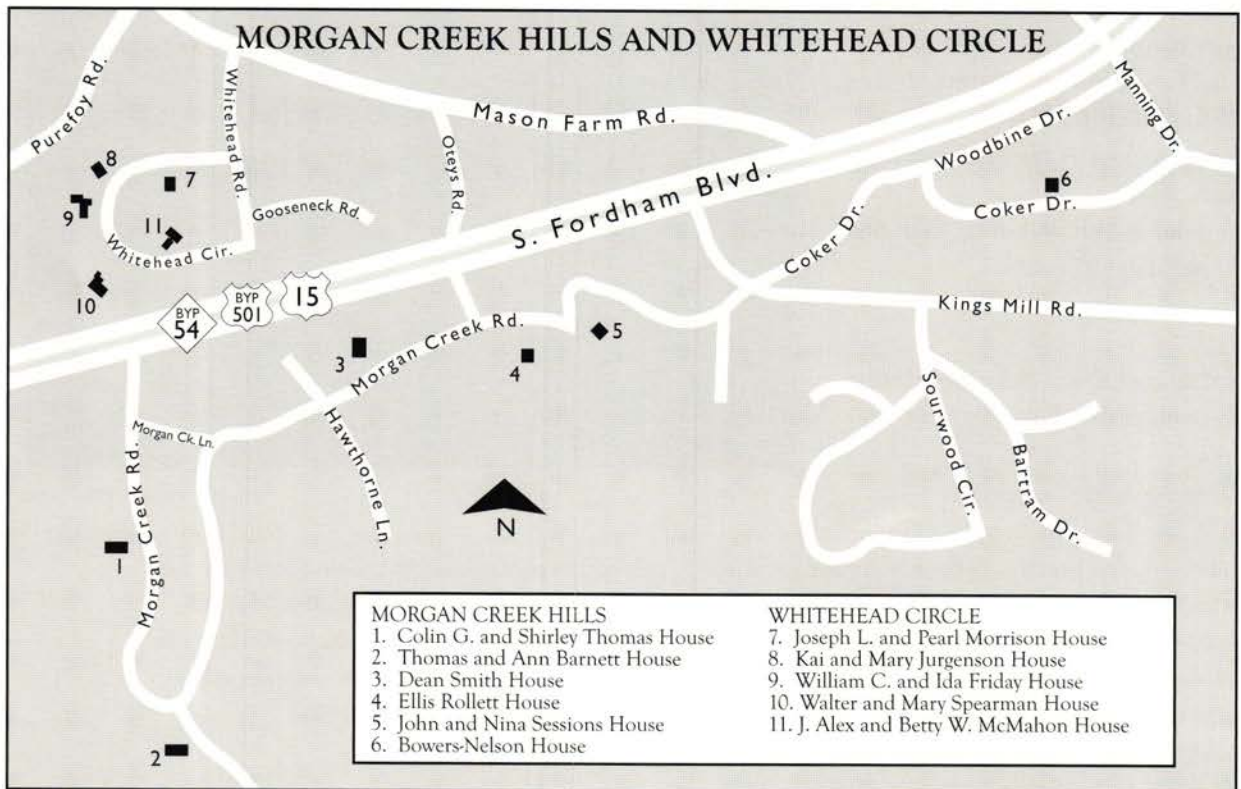 MORGAN CREEK HILLS AND WHITEHEAD CIRCLE
Purefoy Rd.
Whitehead Rd.
Mason Farm Rd.
Manning Dr.
Woodbine Dr.
Oteys Rd.
8
7
6
9
Gooseneck Rd.
S. Fordham Blvd.
Coker Dr.
11
Whitehead Cir.
Coker Dr.
10
BYP
54
BYP
501
15
Kings Mill Rd.
3
Morgan Creek Rd.
4
5
Hawthorne Ln.
Morgan Ck. Ln.
Sourwood Cir.
Bartram Dr.
Morgan Creek Rd.
N
1
2
MORGAN CREEK HILLS
1. Colin G. and Shirley Thomas House
2. Thomas and Ann Barnett House
3. Dean Smith House
4. Ellis Rollett House
5. John and Nina Sessions House
6. Bowers-Nelson House
WHITEHEAD CIRCLE
7. Joseph L. and Pearl Morrison House
8. Kai and Mary Jurgenson House
9. William C. and Ida Friday House
10. Walter and Mary Spearman House
11. J. Alex and Betty W. McMahon House